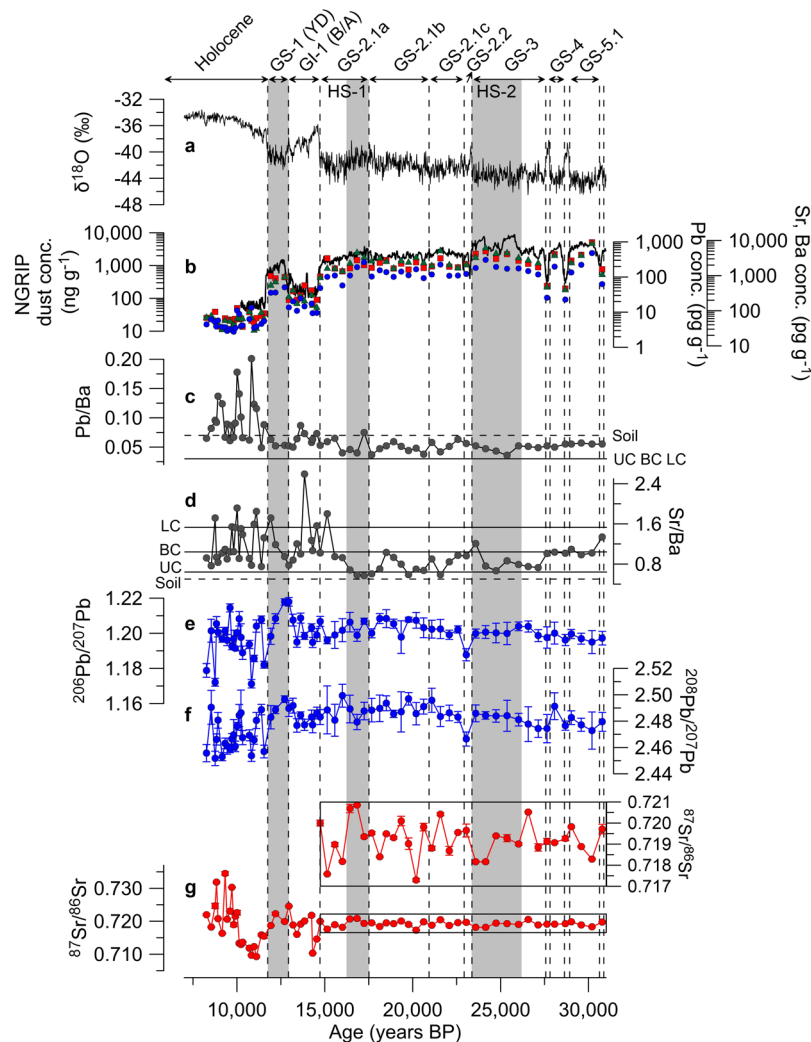 Holocene
GS-1 (YD)
GI-1 (B/A)
GS-2.1a
GS-2.1b
GS-2.1c
GS-2.2
GS-3
GS-4
GS-5.1
HS-1
HS-2
-32
-36
-40
-44
-48
δ18O (‰)
a
10,000
1,000
100
10
NGRIP
dust conc.
(ng g-1)
b
1,000
100
10
1
Pb conc.
(pg g-1)
1,000
100
10
Sr, Ba conc.
(pg g-1)
0.20
0.15
0.10
0.05
Pb/Ba
c
Soil
UC BC LC
d
LC
BC
UC
Soil
2.4
1.6
0.8
Sr/Ba
1.22
1.20
1.18
1.16
206Pb/207Pb
e
f
2.52
2.50
2.48
2.46
2.44
208Pb/207Pb
0.721
0.720
0.719
0.718
0.717
87Sr/86Sr
0.730
0.720
0.710
87Sr/86Sr
g
10,000 15,000 20,000 25,000 30,000
Age (years BP)